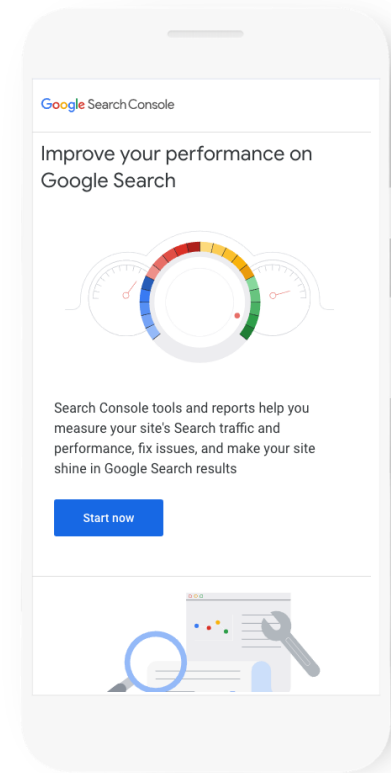 Google Search Console
Improve your performance on
Google Search
Search Console tools and reports help you
measure your site's Search traffic and
performance, fix issues, and make your site
shine in Google Search results
Start now